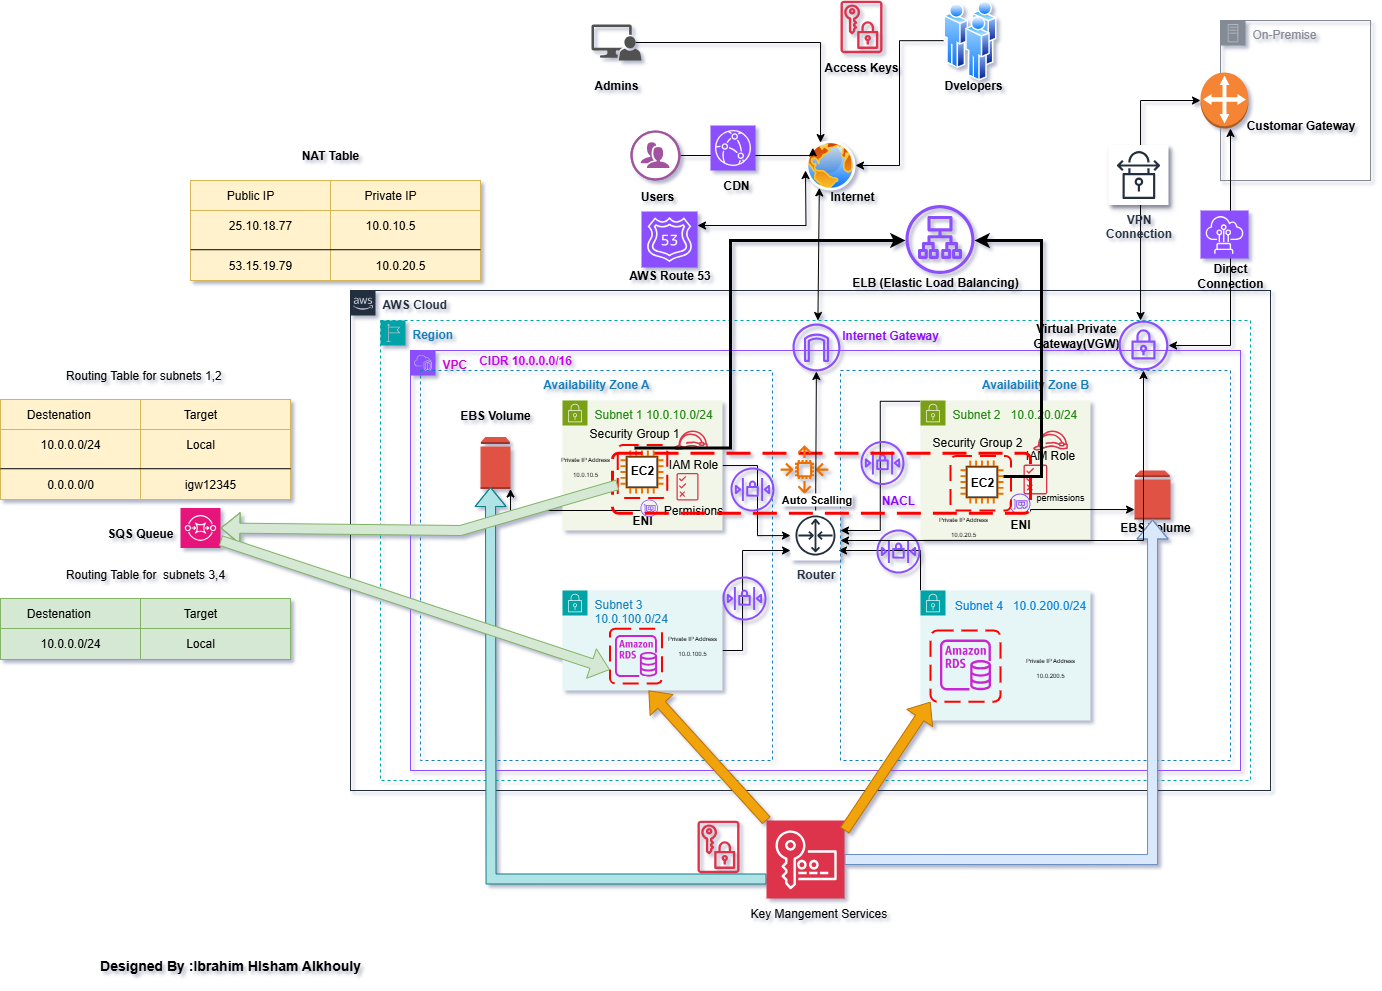 Admins
Access Keys
Dvelopers
On-Premise
Customar Gateway
NAT Table
Public IP
Private IP
25.10.18.77
10.0.10.5
53.15.19.79
10.0.20.5
Users
CDN
Internet
53
AWS Route 53
ELB (Elastic Load Balancing)
VPN
Connection
Direct
Connection
aws
AWS Cloud
Region
Internet Gateway
Virtual Private
Gateway(VGW)
VPC
CIDR 10.0.0.0/16
Routing Table for subnets 1,2
Destenation
Target
10.0.0.0/24
Local
0.0.0.0/0
igw12345
Availability Zone A
Availability Zone B
EBS Volume
Subnet 1 10.0.10.0/24
Security Group 1
Private IP Address
10.0.10.5
EC2
IAM Role
Permisions
ENI
Auto Scalling
NACL
Subnet 2
10.0.20.0/24
Security Group 2
IAM Role
EC2
permissions
ENI
Private IP Address
10.0.20.5
EBS Volume
SQS Queue
Router
Routing Table for subnets 3,4
Destenation
Target
10.0.0.0/24
Local
Subnet 3
10.0.100.0/24
Amazon
RDS
Private IP Address
10.0.100.5
Subnet 4
10.0.200.0/24
Amazon
RDS
Private IP Address
10.0.200.5
Key Mangement Services
Designed By :Ibrahim HIsham Alkhouly